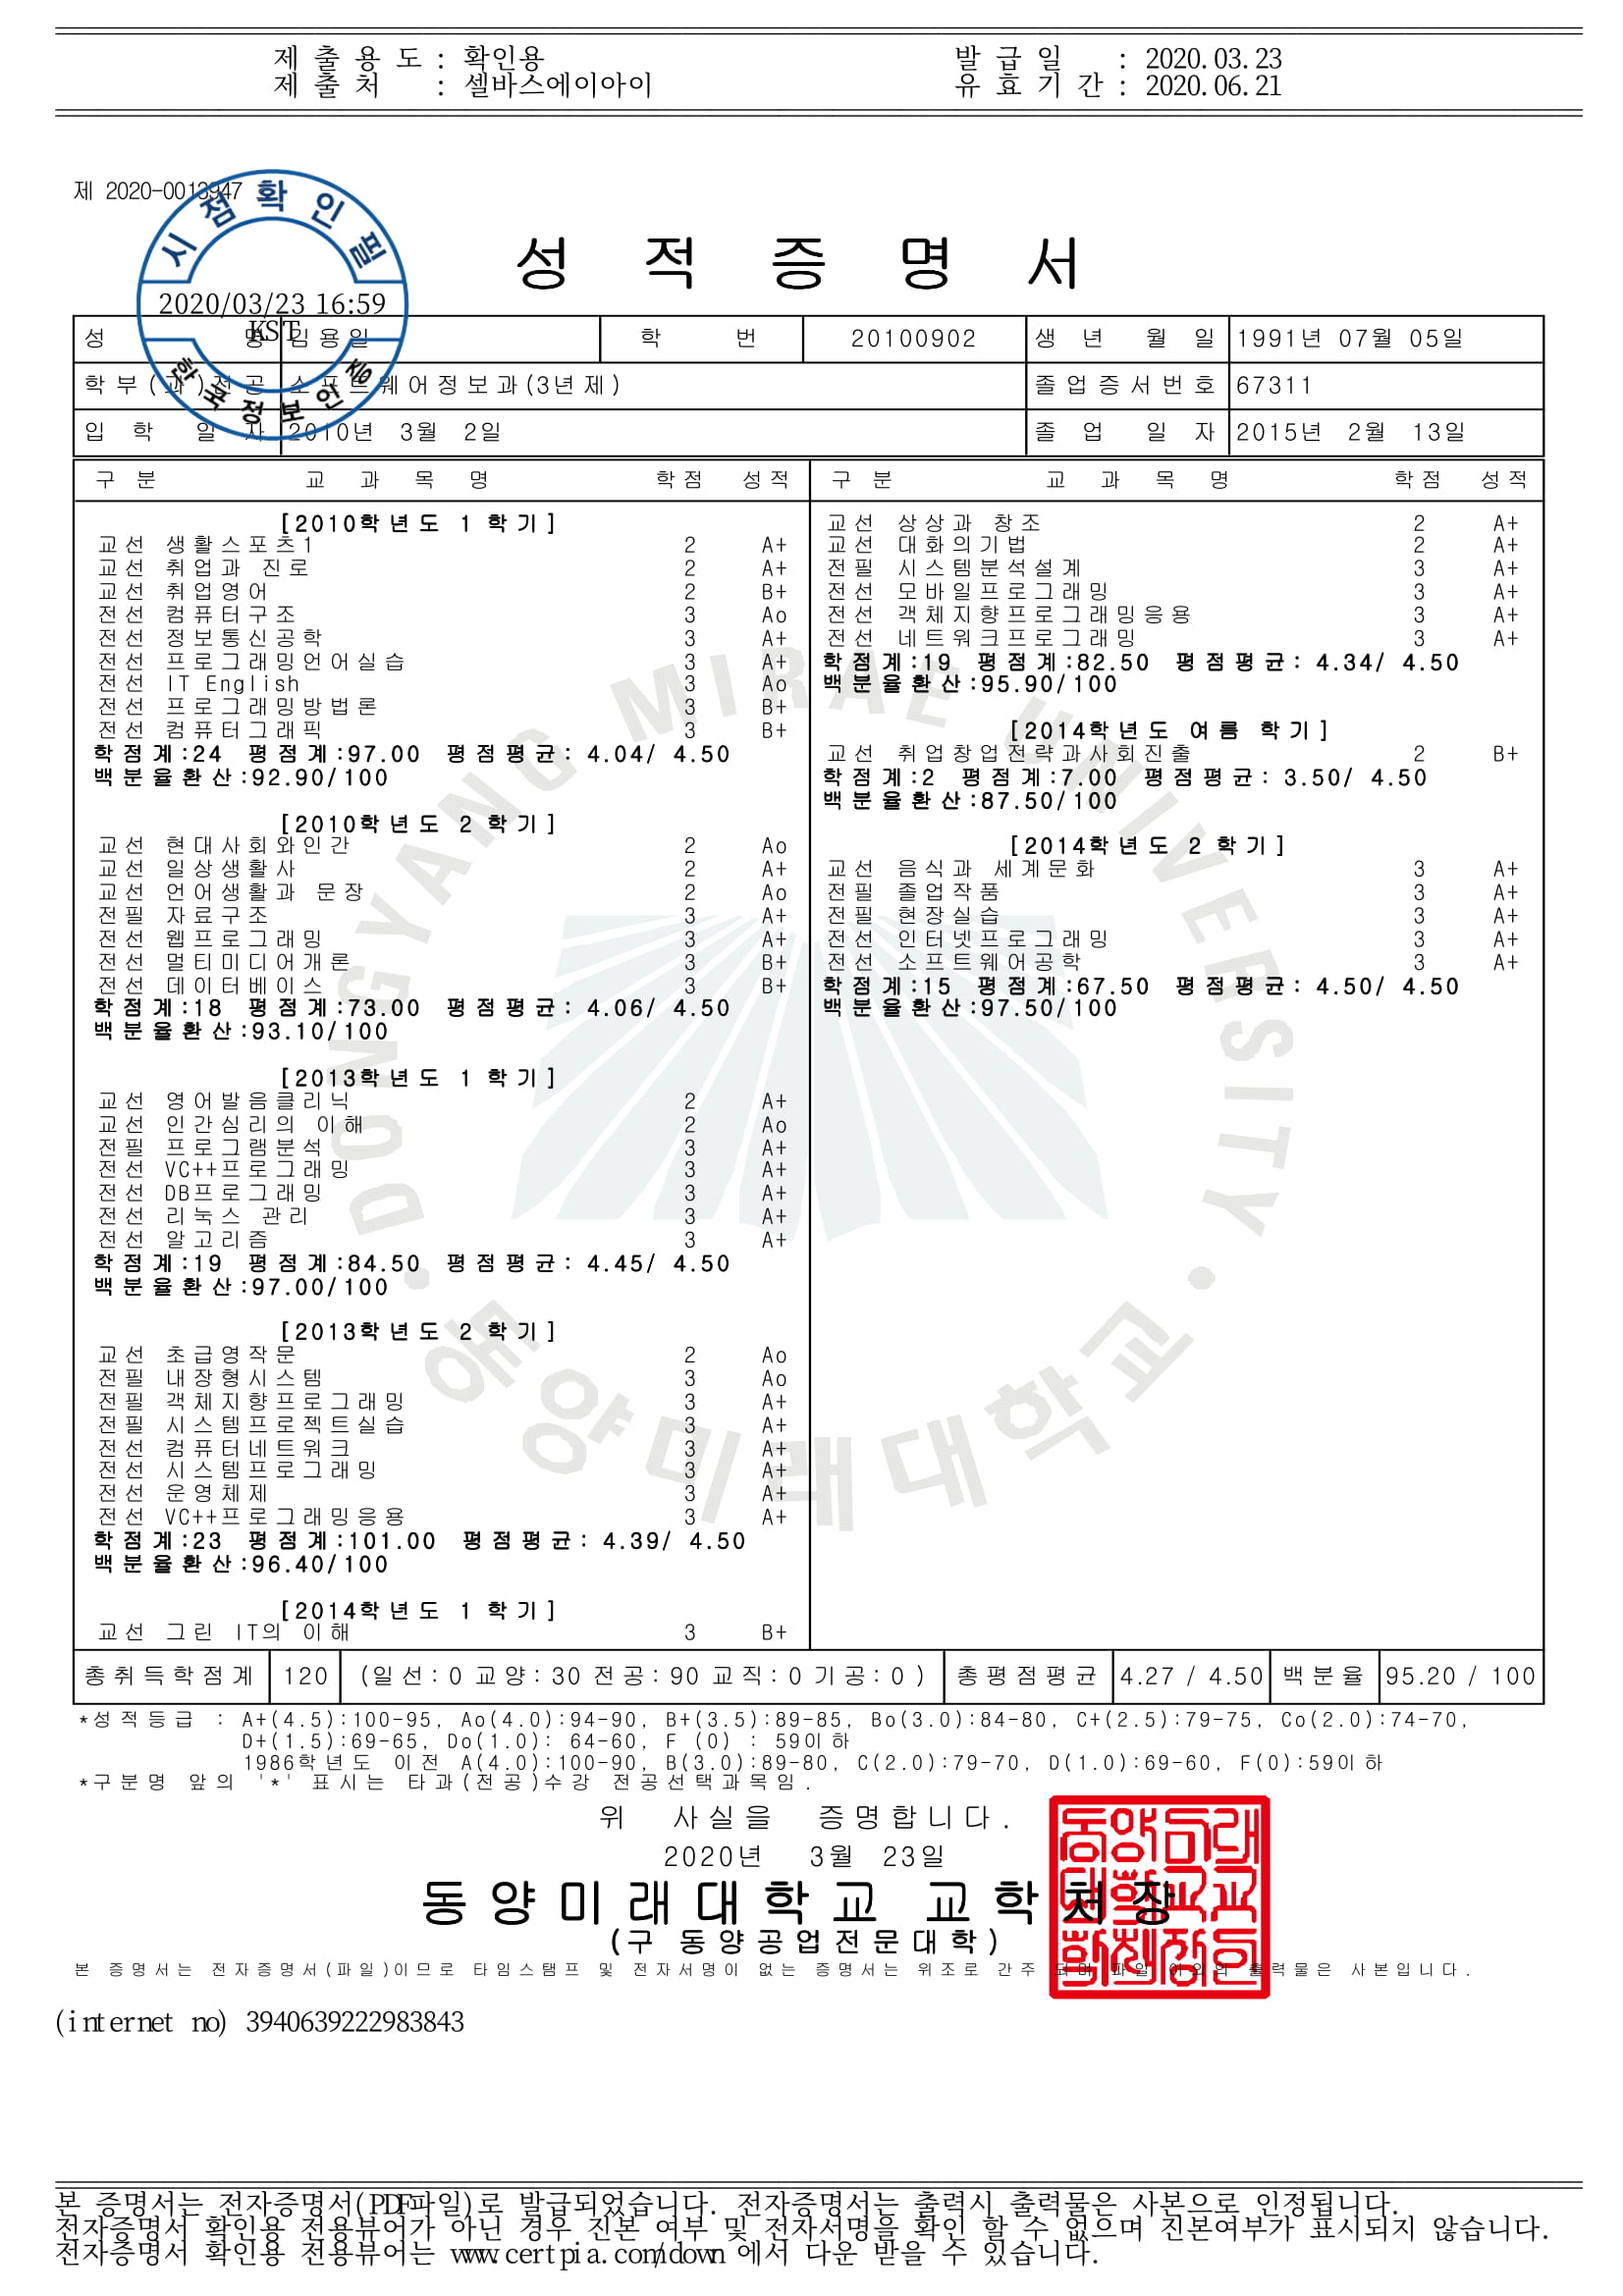 제 출 용 도 : 확인용 발 급 일 : 2020.03.23
제 출 처 : 셀바스에이아이 유 효 기 간 : 2020.06.21
제 2020-0013947
시점확인필
2020/03/23 16:59
KST
한국정보인증
성 적 증 명 서
성 명 김용일 학 번 20100902 생 년 월 일 1991년 07월 05일
학부(과)전공 소프트웨어정보과(3년제) 졸업증서번호 67311
입 학 일 자 2010년 3월 2일 졸 업 일 자 2015년 2월 13일
구 분 교 과 목 명 학점 성적
[2010학년도 1 학기]
교선 생활스포츠1 2 A+
교선 취업과 진로 2 A+
교선 취업영어 2 B+
전선 컴퓨터구조 3 Ao
전선 정보통신공학 3 A+
전선 프로그래밍언어실습 3 A+
전선 IT English 3 Ao
전선 프로그래밍방법론 3 B+
전선 컴퓨터그래픽 3 B+
학점계:24 평점계:97.00 평점평균: 4.04/ 4.50
백분율환산:92.90/100
[2010학년도 2 학기]
교선 현대사회와인간 2 Ao
교선 일상생활사 2 A+
교선 언어생활과 문장 2 Ao
전필 자료구조 3 A+
전선 웹프로그래밍 3 A+
전선 멀티미디어개론 3 B+
전선 데이터베이스 3 B+
학점계:18 평점계:73.00 평점평균: 4.06/ 4.50
백분율환산:93.10/100
[2013학년도 1 학기]
교선 영어발음클리닉 2 A+
교선 인간심리의 이해 2 Ao
전필 프로그램분석 3 A+
전선 VC++프로그래밍 3 A+
전선 DB프로그래밍 3 A+
전선 리눅스 관리 3 A+
전선 알고리즘 3 A+
학점계:19 평점계:84.50 평점평균: 4.45/ 4.50
백분율환산:97.00/100
[2013학년도 2 학기]
교선 초급영작문 2 Ao
전필 내장형시스템 3 Ao
전필 객체지향프로그래밍 3 A+
전필 시스템프로젝트실습 3 A+
전선 컴퓨터네트워크 3 A+
전선 시스템프로그래밍 3 A+
전선 운영체제 3 A+
전선 VC++프로그래밍응용 3 A+
학점계:23 평점계:101.00 평점평균: 4.39/ 4.50
백분율환산:96.40/100
[2014학년도 1 학기]
교선 그린 IT의 이해 3 B+
구 분 교 과 목 명 학점 성적
교선 상상과 창조 2 A+
교선 대화의기법 2 A+
전필 시스템분석설계 3 A+
전선 모바일프로그래밍 3 A+
전선 객체지향프로그래밍응용 3 A+
전선 네트워크프로그래밍 3 A+
학점계:19 평점계:82.50 평점평균: 4.34/ 4.50
백분율환산:95.90/100
[2014학년도 여름 학기]
교선 취업창업전략과사회진출 2 B+
학점계:2 평점계:7.00 평점평균: 3.50/ 4.50
백분율환산:87.50/100
[2014학년도 2 학기]
교선 음식과 세계문화 3 A+
전필 졸업작품 3 A+
전필 현장실습 3 A+
전선 인터넷프로그래밍 3 A+
전선 소프트웨어공학 3 A+
학점계:15 평점계:67.50 평점평균: 4.50/ 4.50
백분율환산:97.50/100
DONGYANG MIRAE UNIVERSITY
동양미래대학교
총취득학점계 120 (일선:0 교양:30 전공:90 교직:0 기공:0 ) 총평점평균 4.27 / 4.50 백분율 95.20 / 100
*성적등급 : A+(4.5):100-95, Ao(4.0):94-90, B+(3.5):89-85, Bo(3.0):84-80, C+(2.5):79-75, Co(2.0):74-70,
D+(1.5):69-65, Do(1.0): 64-60, F (0) : 59이하
1986학년도 이전 A(4.0):100-90, B(3.0):89-80, C(2.0):79-70, D(1.0):69-60, F(0):59이하
*구분명 앞의 '*' 표시는 타과(전공)수강 전공선택과목임.
위 사실을 증명합니다.
2020년 3월 23일
동양미래대학교 교학처장
(구 동양공업전문대학)
본 증명서는 전자증명서(파일)이므로 타임스탬프 및 전자서명이 없는 증명서는 위조로 간주 되며 파일 이외의 출력물은 사본입니다.
(internet no) 3940639222983843
본 증명서는 전자증명서(PDF파일)로 발급되었습니다. 전자증명서는 출력시 출력물은 사본으로 인정됩니다.
전자증명서 확인용 전용뷰어가 아닌 경우 진본 여부 및 전자서명을 확인 할 수 없으며 진본여부가 표시되지 않습니다.
전자증명서 확인용 전용뷰어는 www.certpia.com/down 에서 다운 받을 수 있습니다.